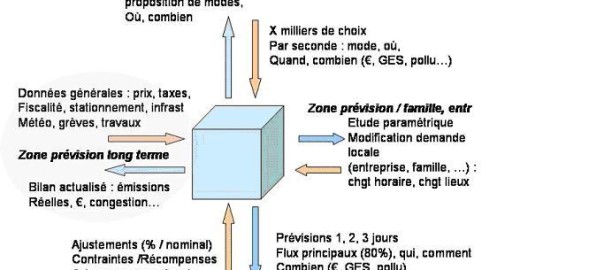 proposition de modes,
Où, combien
X milliers de choix
Par seconde : mode, où,
Quand, combien (€, GES, pollu…)
Données générales : prix, taxes,
Fiscalité, stationnement, infrast
Météo, grèves, travaux
Zone prévision long terme
Bilan actualisé : émissions
Réelles, €, congestion…
Zone prévision / famille, entr
Etude paramétrique
Modification demande
locale
(entreprise, famille, …) :
chgt horaire, chgt lieux
Ajustements (% / nominal)
Contraintes /Récompenses
Prévisions 1, 2, 3 jours
Flux principaux (80%), qui, comment
Combien (€, GES, pollu)